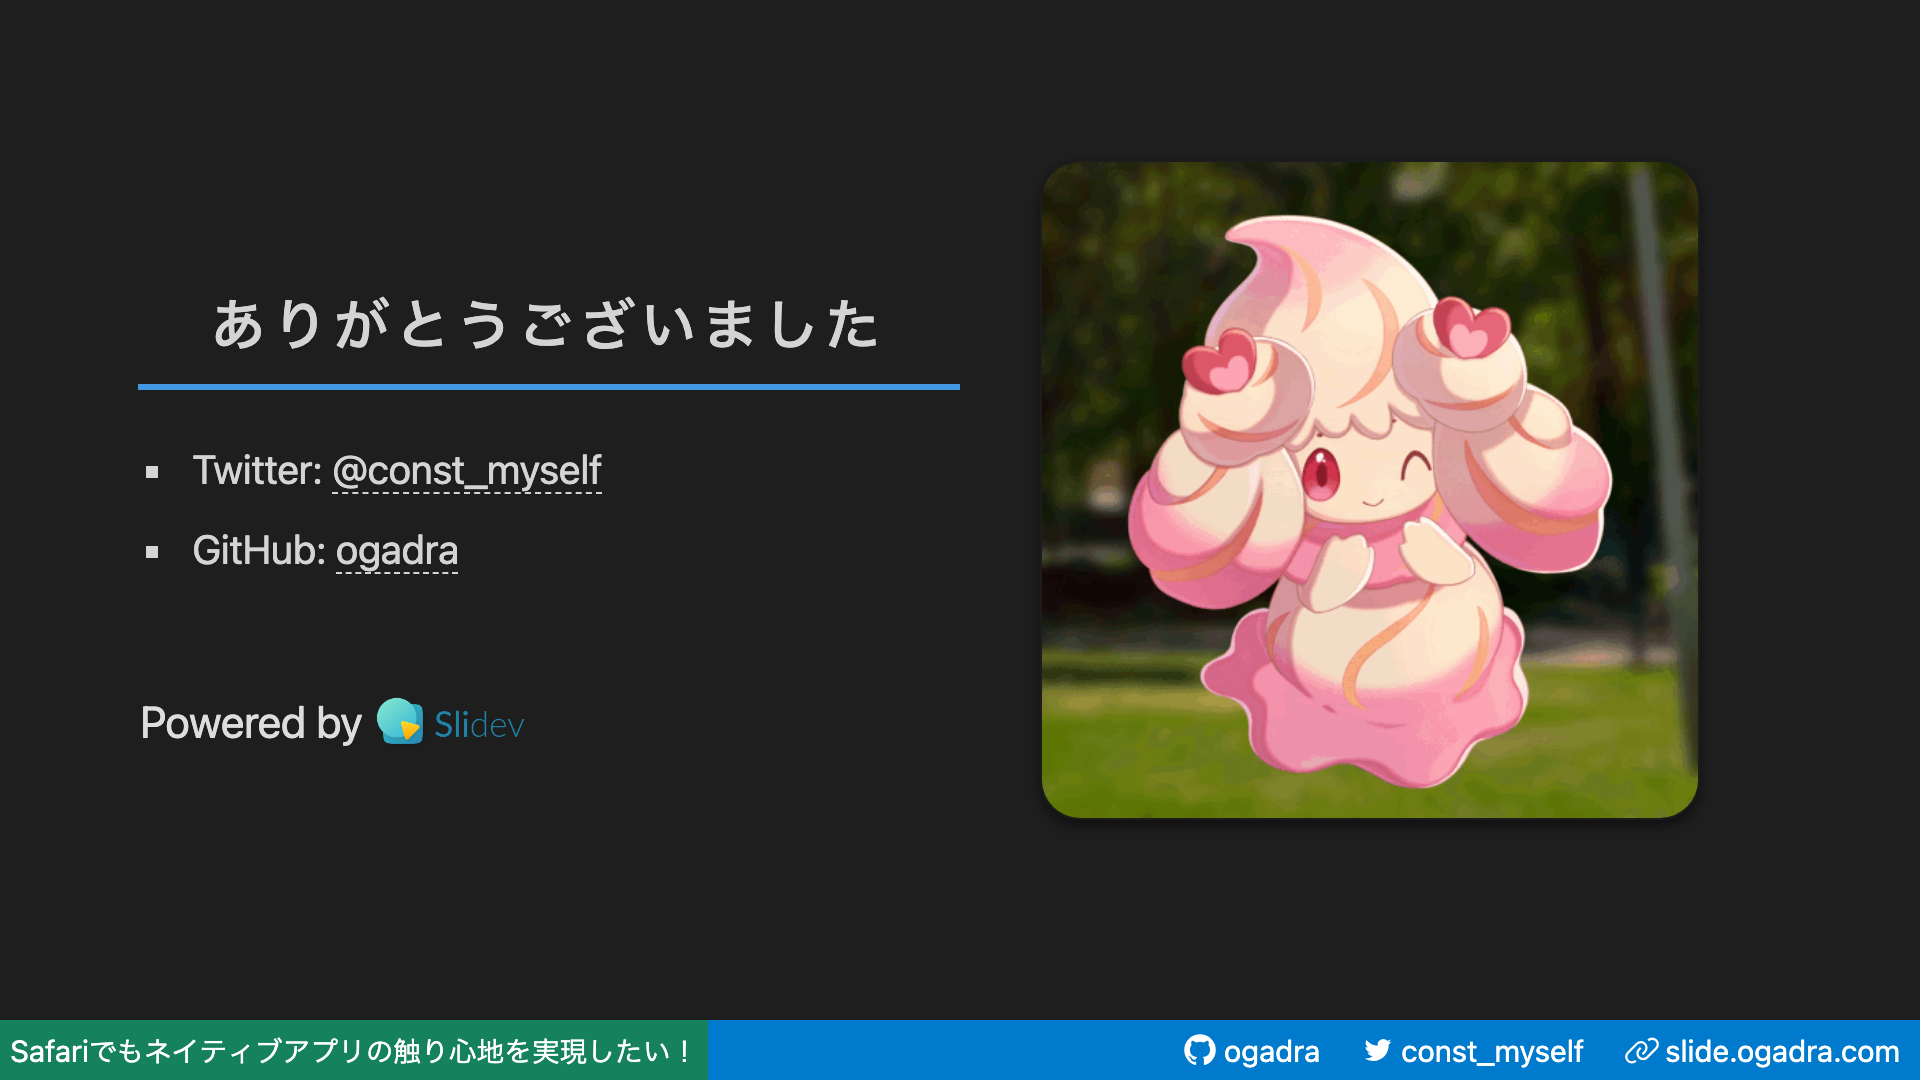 ありがとうございました
Twitter: @const_myself
GitHub: ogadra
Powered by Slidev
Safariでもネイティブアプリの触り心地を実現したい！
ogadra const_myself slide.ogadra.com